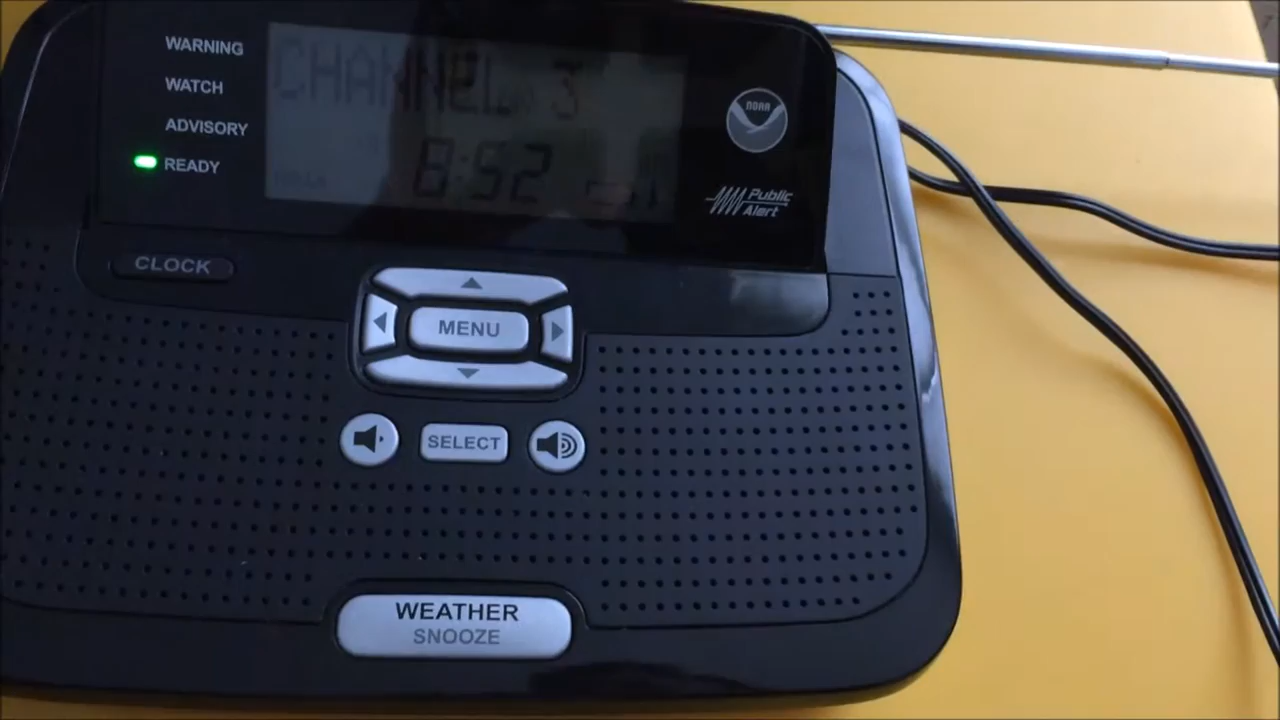 WARNING
WATCH
ADVISORY
READY
CHANNEL 3
8:52
NOAA
Public
Alert
CLOCK
MENU
SELECT
WEATHER
SNOOZE